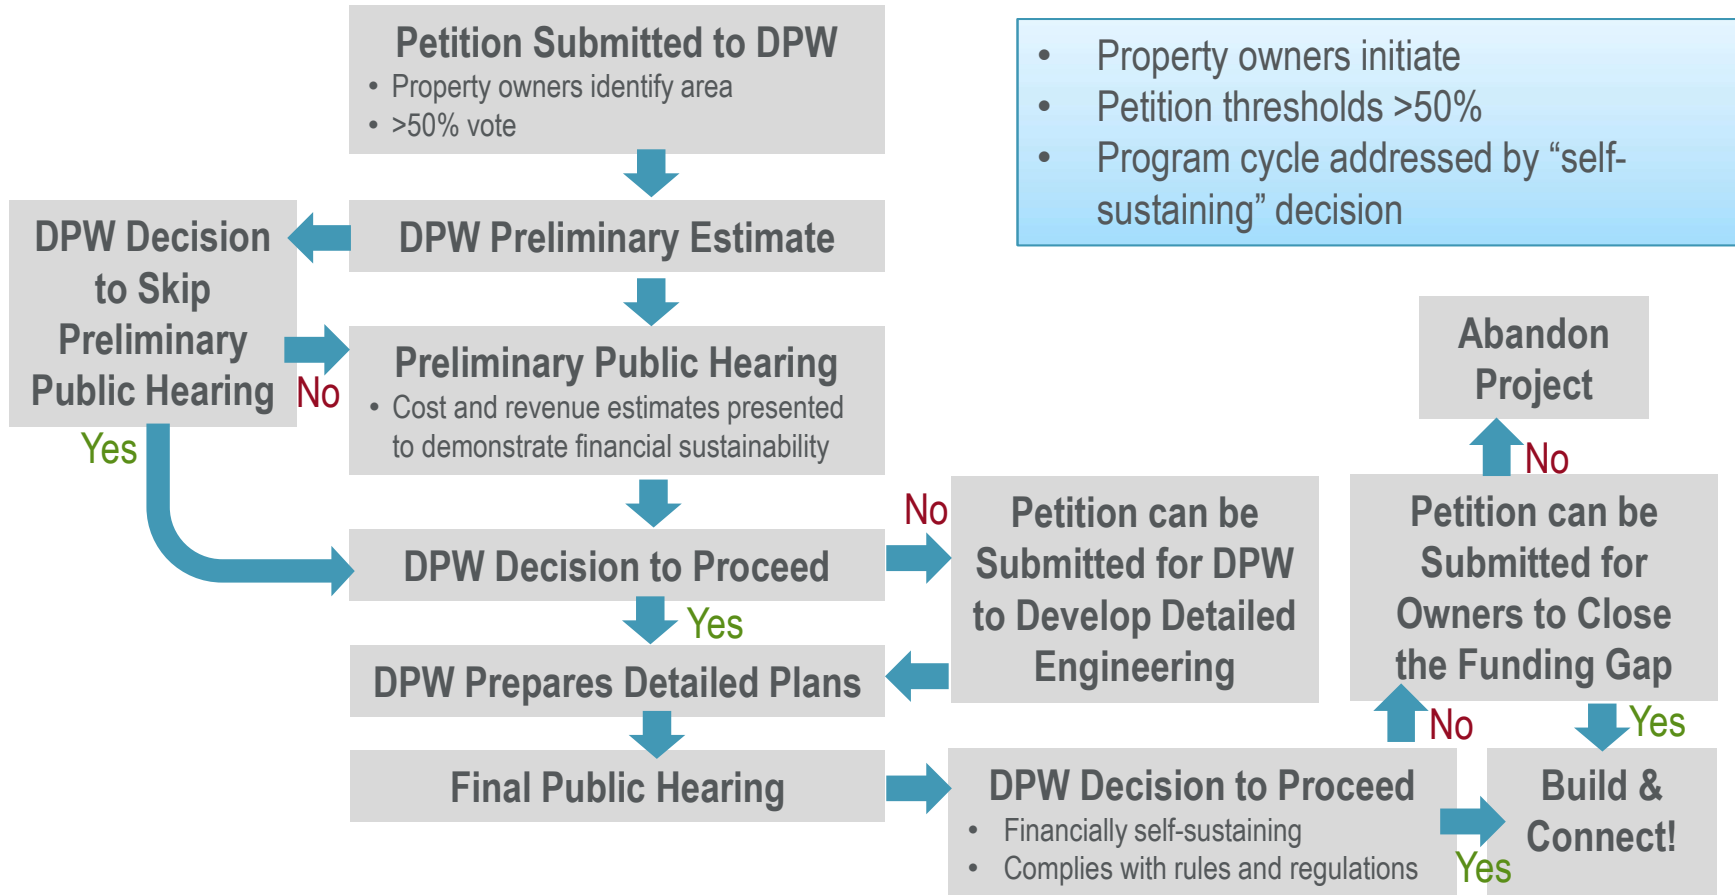 Petition Submitted to DPW
• Property owners identify area
• >50% vote
• Property owners initiate
• Petition thresholds >50%
• Program cycle addressed by “self-
sustaining” decision
DPW Decision
to Skip
Preliminary
Public Hearing
DPW Preliminary Estimate
No
Yes
Preliminary Public Hearing
• Cost and revenue estimates presented
to demonstrate financial sustainability
DPW Decision to Proceed
No
Yes
Petition can be
Submitted for DPW
to Develop Detailed
Engineering
DPW Prepares Detailed Plans
Final Public Hearing
DPW Decision to Proceed
• Financially self-sustaining
• Complies with rules and regulations
No
Yes
Petition can be
Submitted for
Owners to Close
the Funding Gap
No
Yes
Abandon
Project
Build &
Connect!